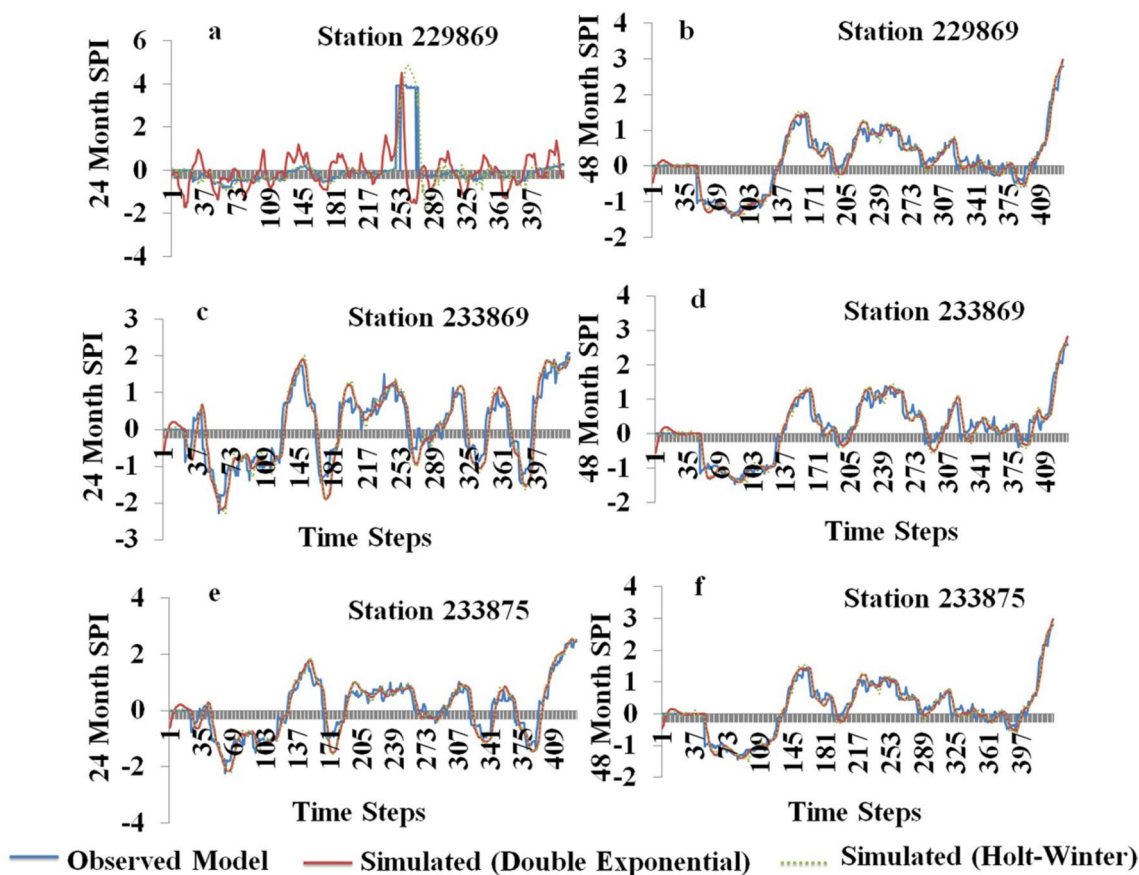 a Station 229869
24 Month SPI
6
4
2
0
-2
-4
1 37 73 109 145 181 217 253 289 325 361 397
b Station 229869
48 Month SPI
4
3
2
1
0
-1
-2
1 35 69 103 137 171 205 239 273 307 341 375 409
c Station 233869
24 Month SPI
3
2
1
0
-1
-2
-3
1 37 73 109 145 181 217 253 289 325 361 397
Time Steps
d Station 233869
48 Month SPI
4
3
2
1
0
-1
-2
1 35 69 103 137 171 205 239 273 307 341 375 409
Time Steps
e Station 233875
24 Month SPI
4
2
0
-2
-4
1 35 69 103 137 171 205 239 273 307 341 375 409
Time Steps
f Station 233875
48 Month SPI
4
3
2
1
0
-1
-2
1 37 73 109 145 181 217 253 289 325 361 397
Time Steps
Observed Model Simulated (Double Exponential) Simulated (Holt-Winter)